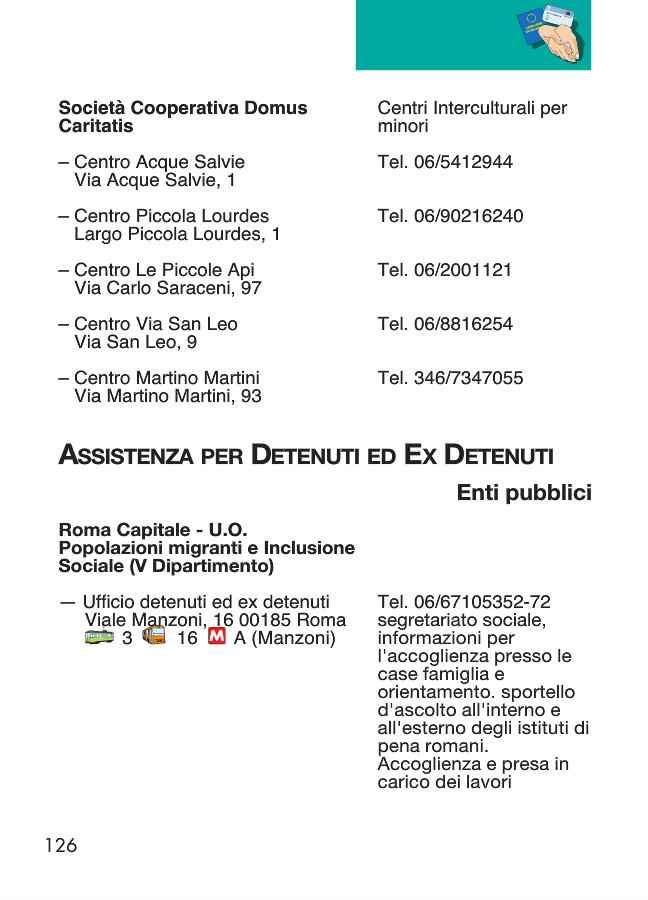 Società Cooperativa Domus
Caritatis
Centri Interculturali per
minori
– Centro Acque Salvie
Via Acque Salvie, 1
Tel. 06/5412944
– Centro Piccola Lourdes
Largo Piccola Lourdes, 1
Tel. 06/90216240
– Centro Le Piccole Api
Via Carlo Saraceni, 97
Tel. 06/2001121
– Centro Via San Leo
Via San Leo, 9
Tel. 06/8816254
– Centro Martino Martini
Via Martino Martini, 93
Tel. 346/7347055
ASSISTENZA PER DETENUTI ED EX DETENUTI
Enti pubblici
Roma Capitale - U.O.
Popolazioni migranti e Inclusione
Sociale (V Dipartimento)
— Ufficio detenuti ed ex detenuti
Viale Manzoni, 16 00185 Roma
3 16 M A (Manzoni)
Tel. 06/67105352-72
segretariato sociale,
informazioni per
l'accoglienza presso le
case famiglia e
orientamento. sportello
d'ascolto all'interno e
all'esterno degli istituti di
pena romani.
Accoglienza e presa in
carico dei lavori
126